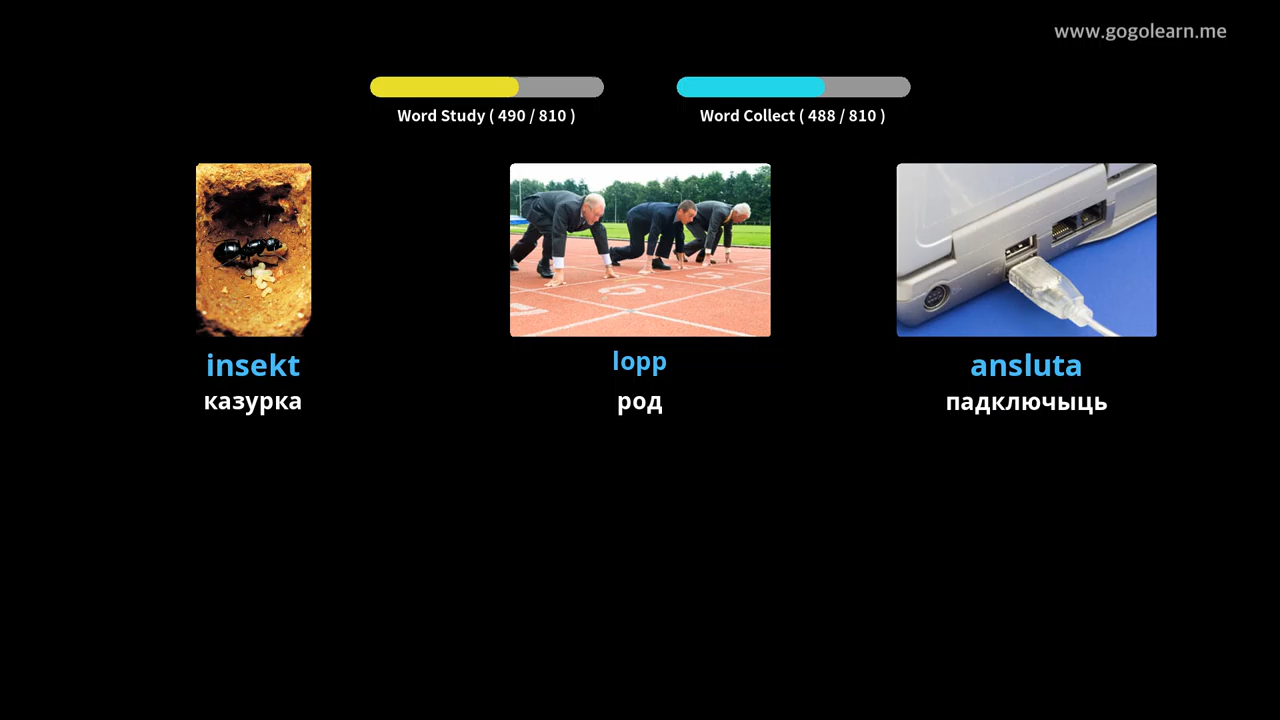 www.gogolearn.me
Word Study ( 490 / 810 )
Word Collect ( 488 / 810 )
insekt
казурка
lopp
род
ansluta
падключыць